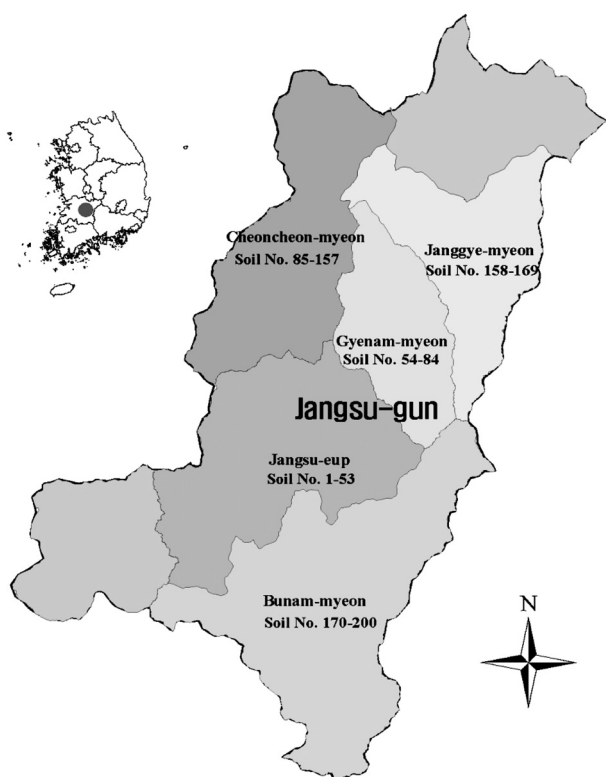 Cheoncheon-myeon
Soil No. 85-157
Janggye-myeon
Soil No. 158-169
Gyenam-myeon
Soil No. 54-84
Jangsu-gun
Jangsu-eup
Soil No. 1-53
Bunam-myeon
Soil No. 170-200
N